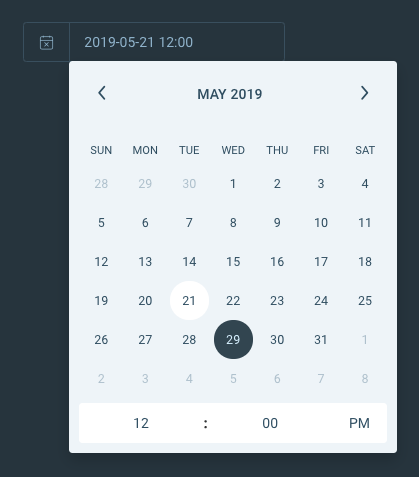 2019-05-21 12:00
MAY 2019
SUN MON TUE WED THU FRI SAT
28 29 30 1 2 3 4
5 6 7 8 9 10 11
12 13 14 15 16 17 18
19 20 21 22 23 24 25
26 27 28 29 30 31 1
2 3 4 5 6 7 8
12 : 00 PM